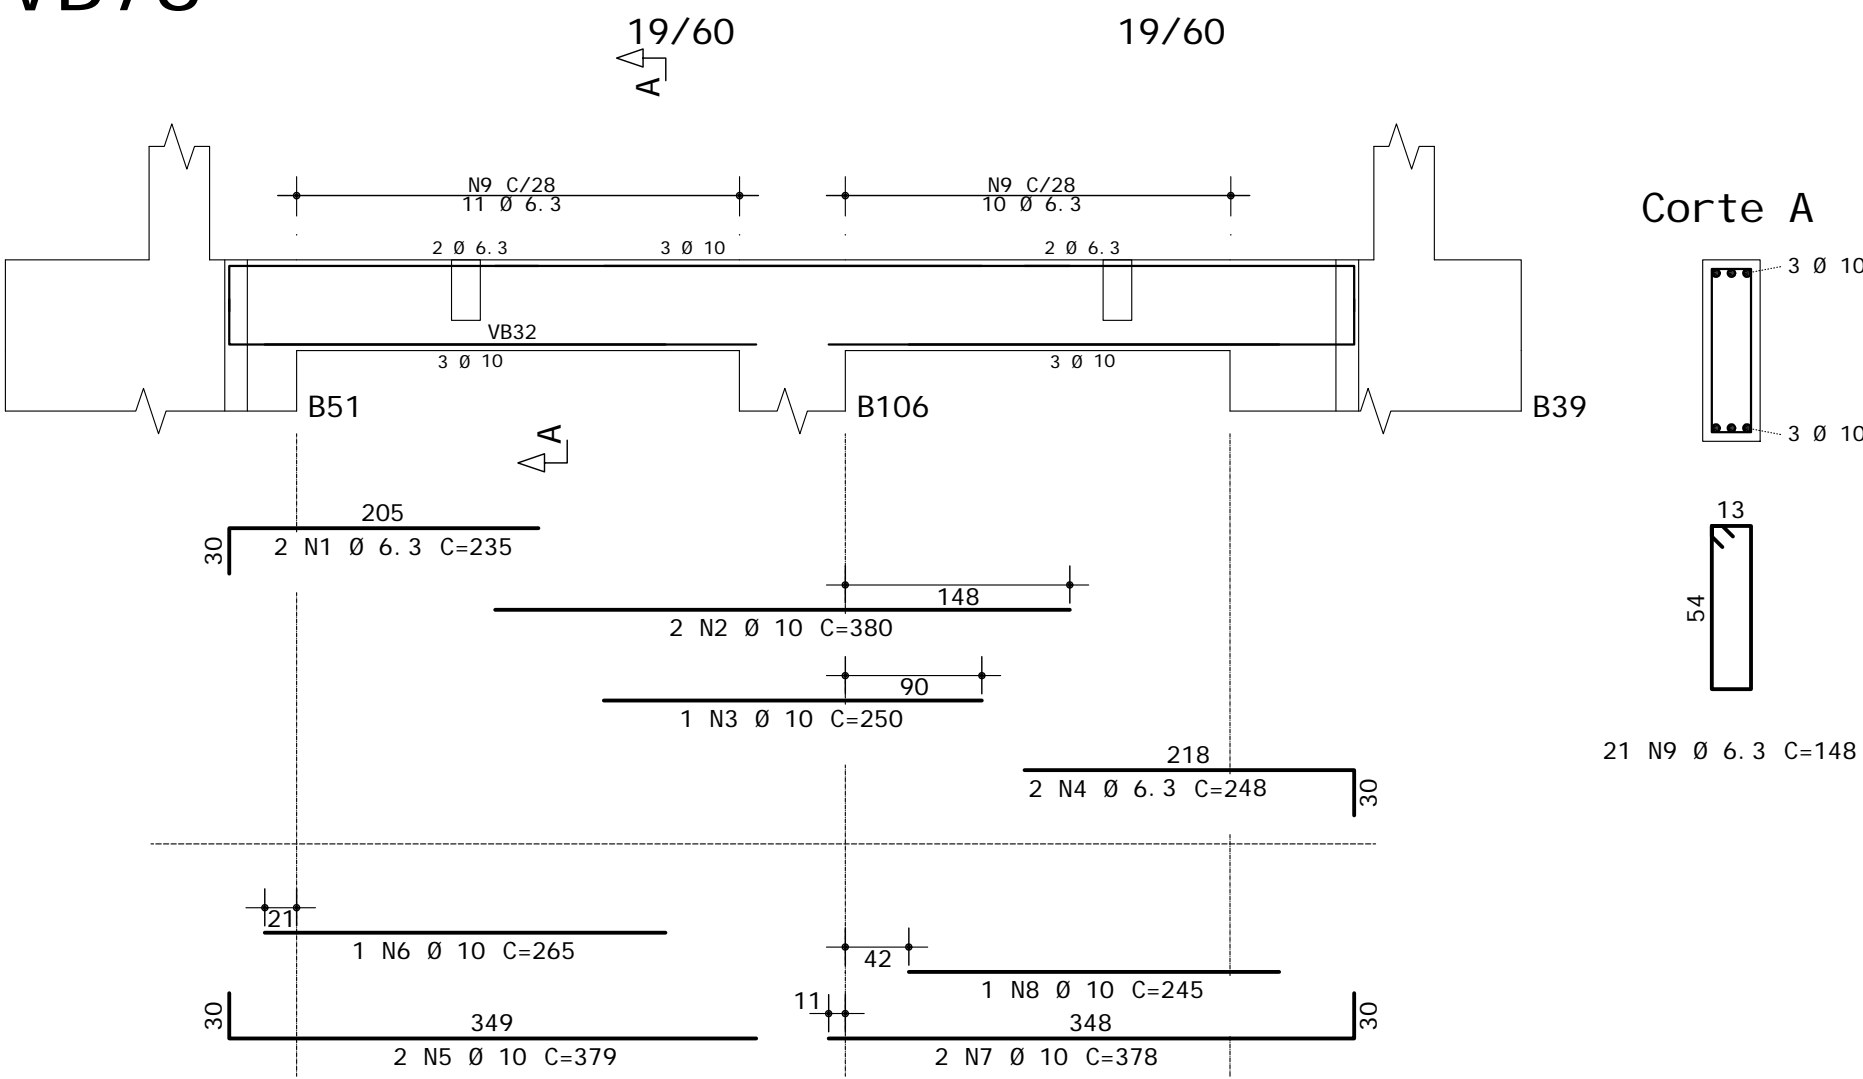 19/60 19/60
A
N9 C/28 N9 C/28
11 Ø 6.3 10 Ø 6.3
Corte A
2 Ø 6.3 3 Ø 10 2 Ø 6.3
3 Ø 10
VB32
3 Ø 10 3 Ø 10
B51 B106 B39
3 Ø 10
A
205
30
2 N1 Ø 6.3 C=235
13
54
148
2 N2 Ø 10 C=380
90
1 N3 Ø 10 C=250
21 N9 Ø 6.3 C=148
218
2 N4 Ø 6.3 C=248
30
21
1 N6 Ø 10 C=265
42
1 N8 Ø 10 C=245
30
349
2 N5 Ø 10 C=379
11
348
30
2 N7 Ø 10 C=378